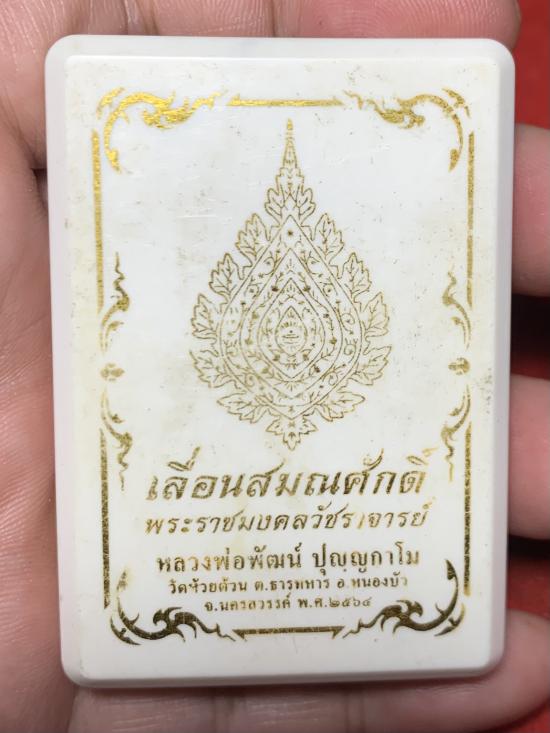 เลื่อนสมณศักดิ์
พระราชมงคลวัชราจารย์
หลวงพ่อพัฒน์ ปุญฺญกาโม
วัดห้วยด้วน ต.ธารทหาร อ.หนองบัว
จ.นครสวรรค์ พ.ศ.๒๕๖๔